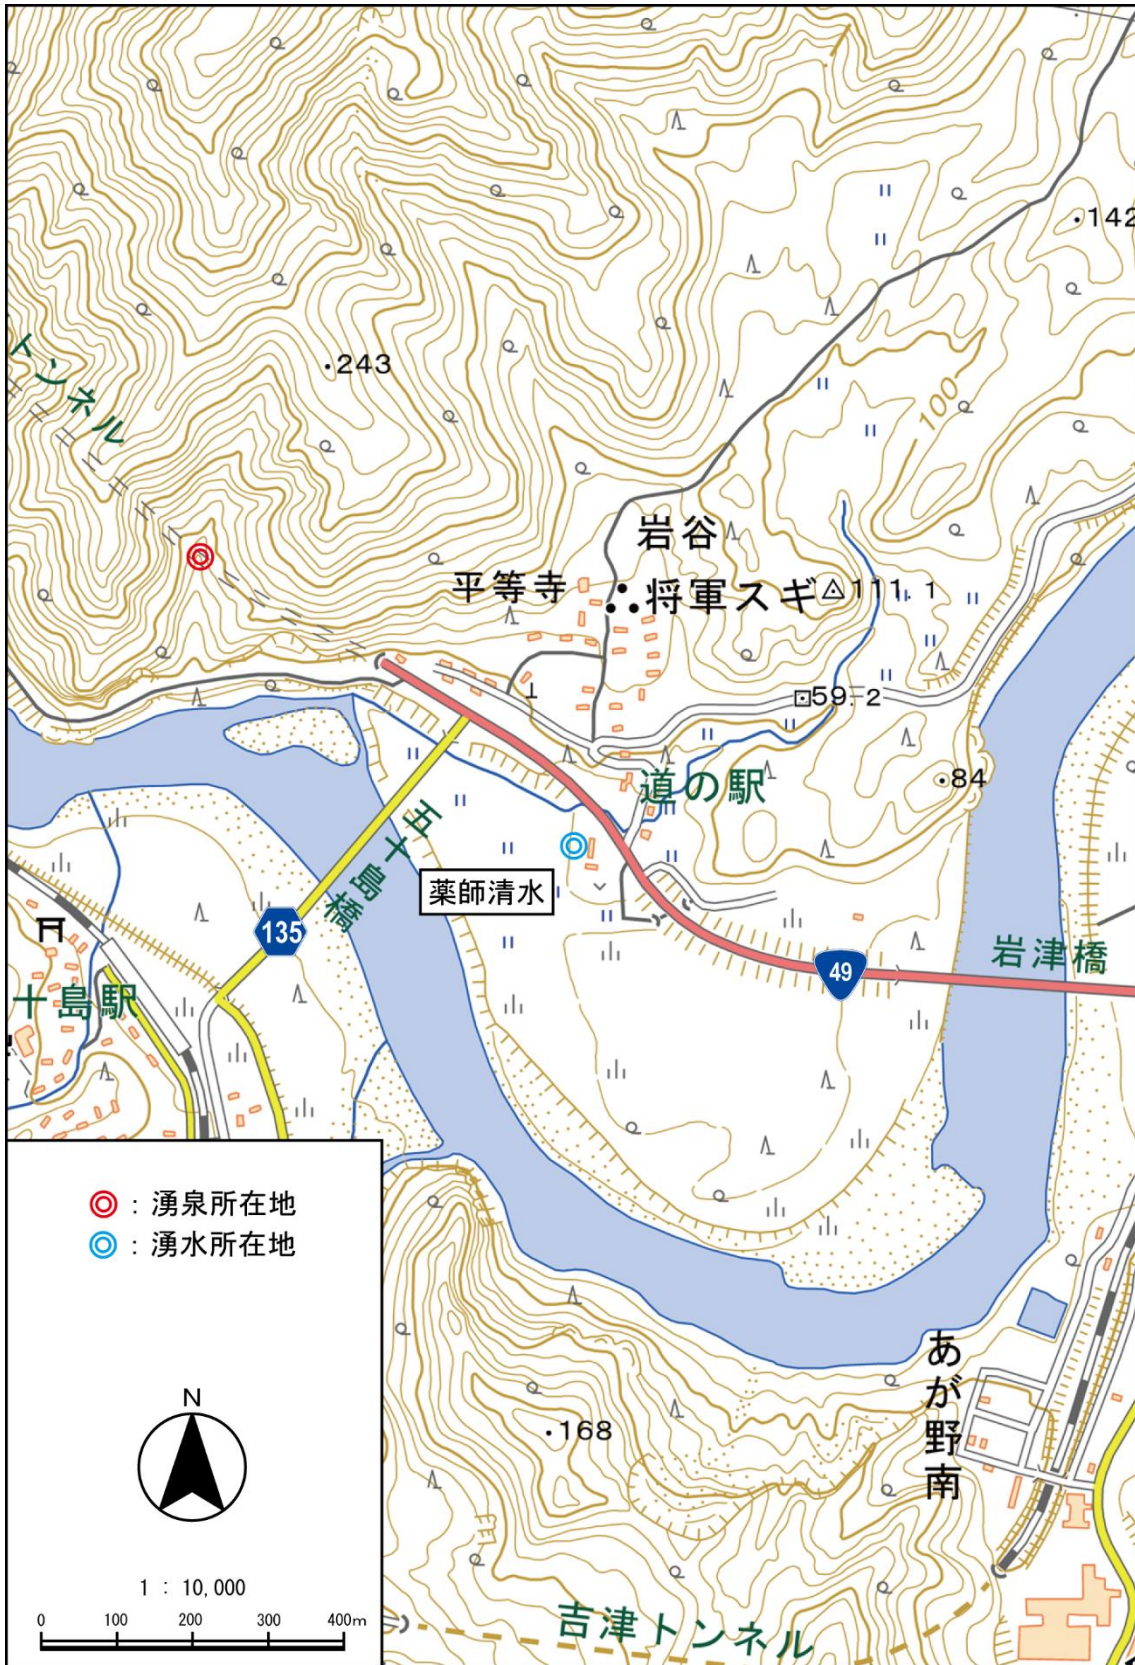 142
トンネル
243
100
岩谷
平等寺
将軍スギ
111.1
59.2
道の駅
84
五十島橋
薬師清水
135
49
岩津橋
十島駅
：湧泉所在地
：湧水所在地
あが野南
N
168
1 : 10,000
0 100 200 300 400m
吉津トンネル